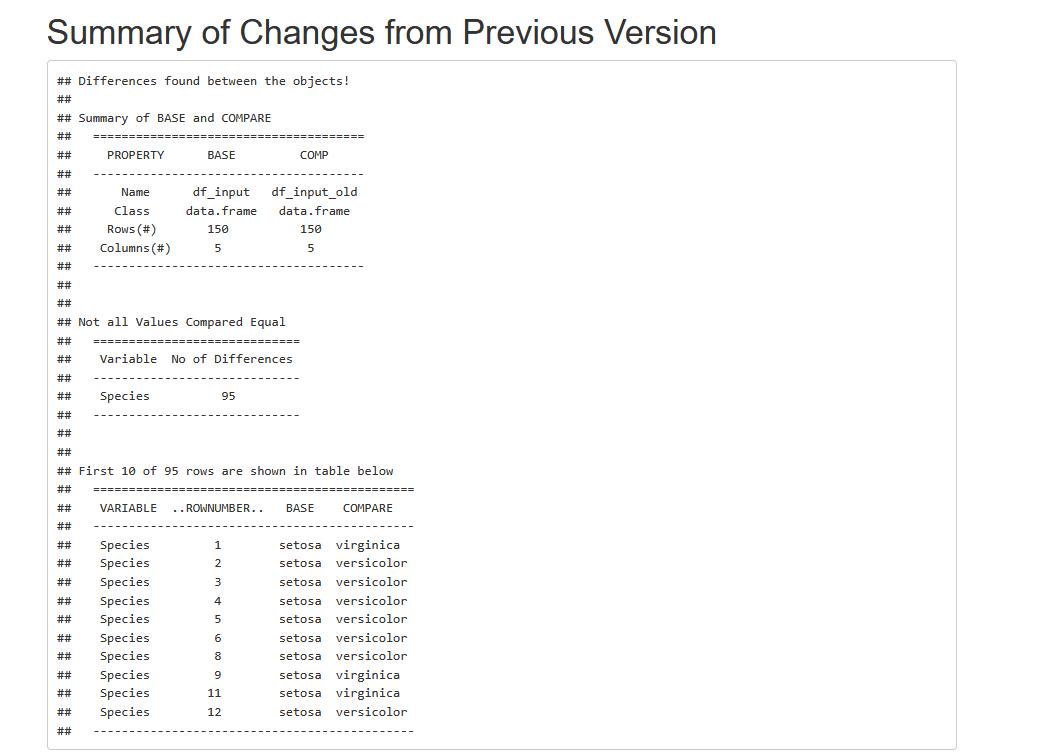 Summary of Changes from Previous Version
## Differences found between the objects!
##
## Summary of BASE and COMPARE
##   ======================================
##     PROPERTY      BASE         COMP
##   --------------------------------------
##       Name      df_input   df_input_old
##      Class     data.frame   data.frame
##     Rows(#)       150          150
##    Columns(#)      5            5
##   --------------------------------------
##
##
## Not all Values Compared Equal
##   =============================
##    Variable  No of Differences
##   -----------------------------
##    Species          95
##   -----------------------------
##
##
## First 10 of 95 rows are shown in table below
##   =============================================
##    VARIABLE  ..ROWNUMBER..   BASE    COMPARE
##   ---------------------------------------------
##    Species         1        setosa  virginica
##    Species         2        setosa  versicolor
##    Species         3        setosa  versicolor
##    Species         4        setosa  versicolor
##    Species         5        setosa  versicolor
##    Species         6        setosa  versicolor
##    Species         8        setosa  versicolor
##    Species         9        setosa  virginica
##    Species        11        setosa  virginica
##    Species        12        setosa  versicolor
##   ---------------------------------------------